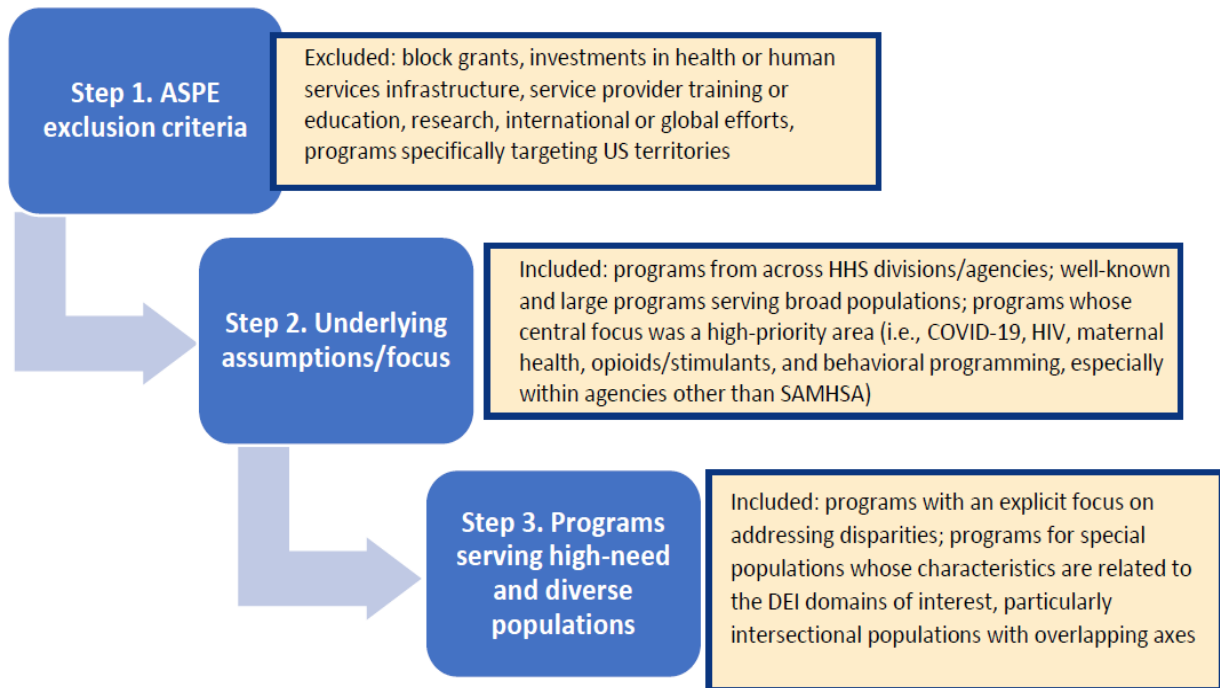 Step 1. ASPE
exclusion criteria
Excluded: block grants, investments in health or human
services infrastructure, service provider training or
education, research, international or global efforts,
programs specifically targeting US territories
Step 2. Underlying
assumptions/focus
Included: programs from across HHS divisions/agencies; well-known
and large programs serving broad populations; programs whose
central focus was a high-priority area (i.e., COVID-19, HIV, maternal
health, opioids/stimulants, and behavioral programming, especially
within agencies other than SAMHSA)
Step 3. Programs
serving high-need
and diverse
populations
Included: programs with an explicit focus on
addressing disparities; programs for special
populations whose characteristics are related to
the DEI domains of interest, particularly
intersectional populations with overlapping axes